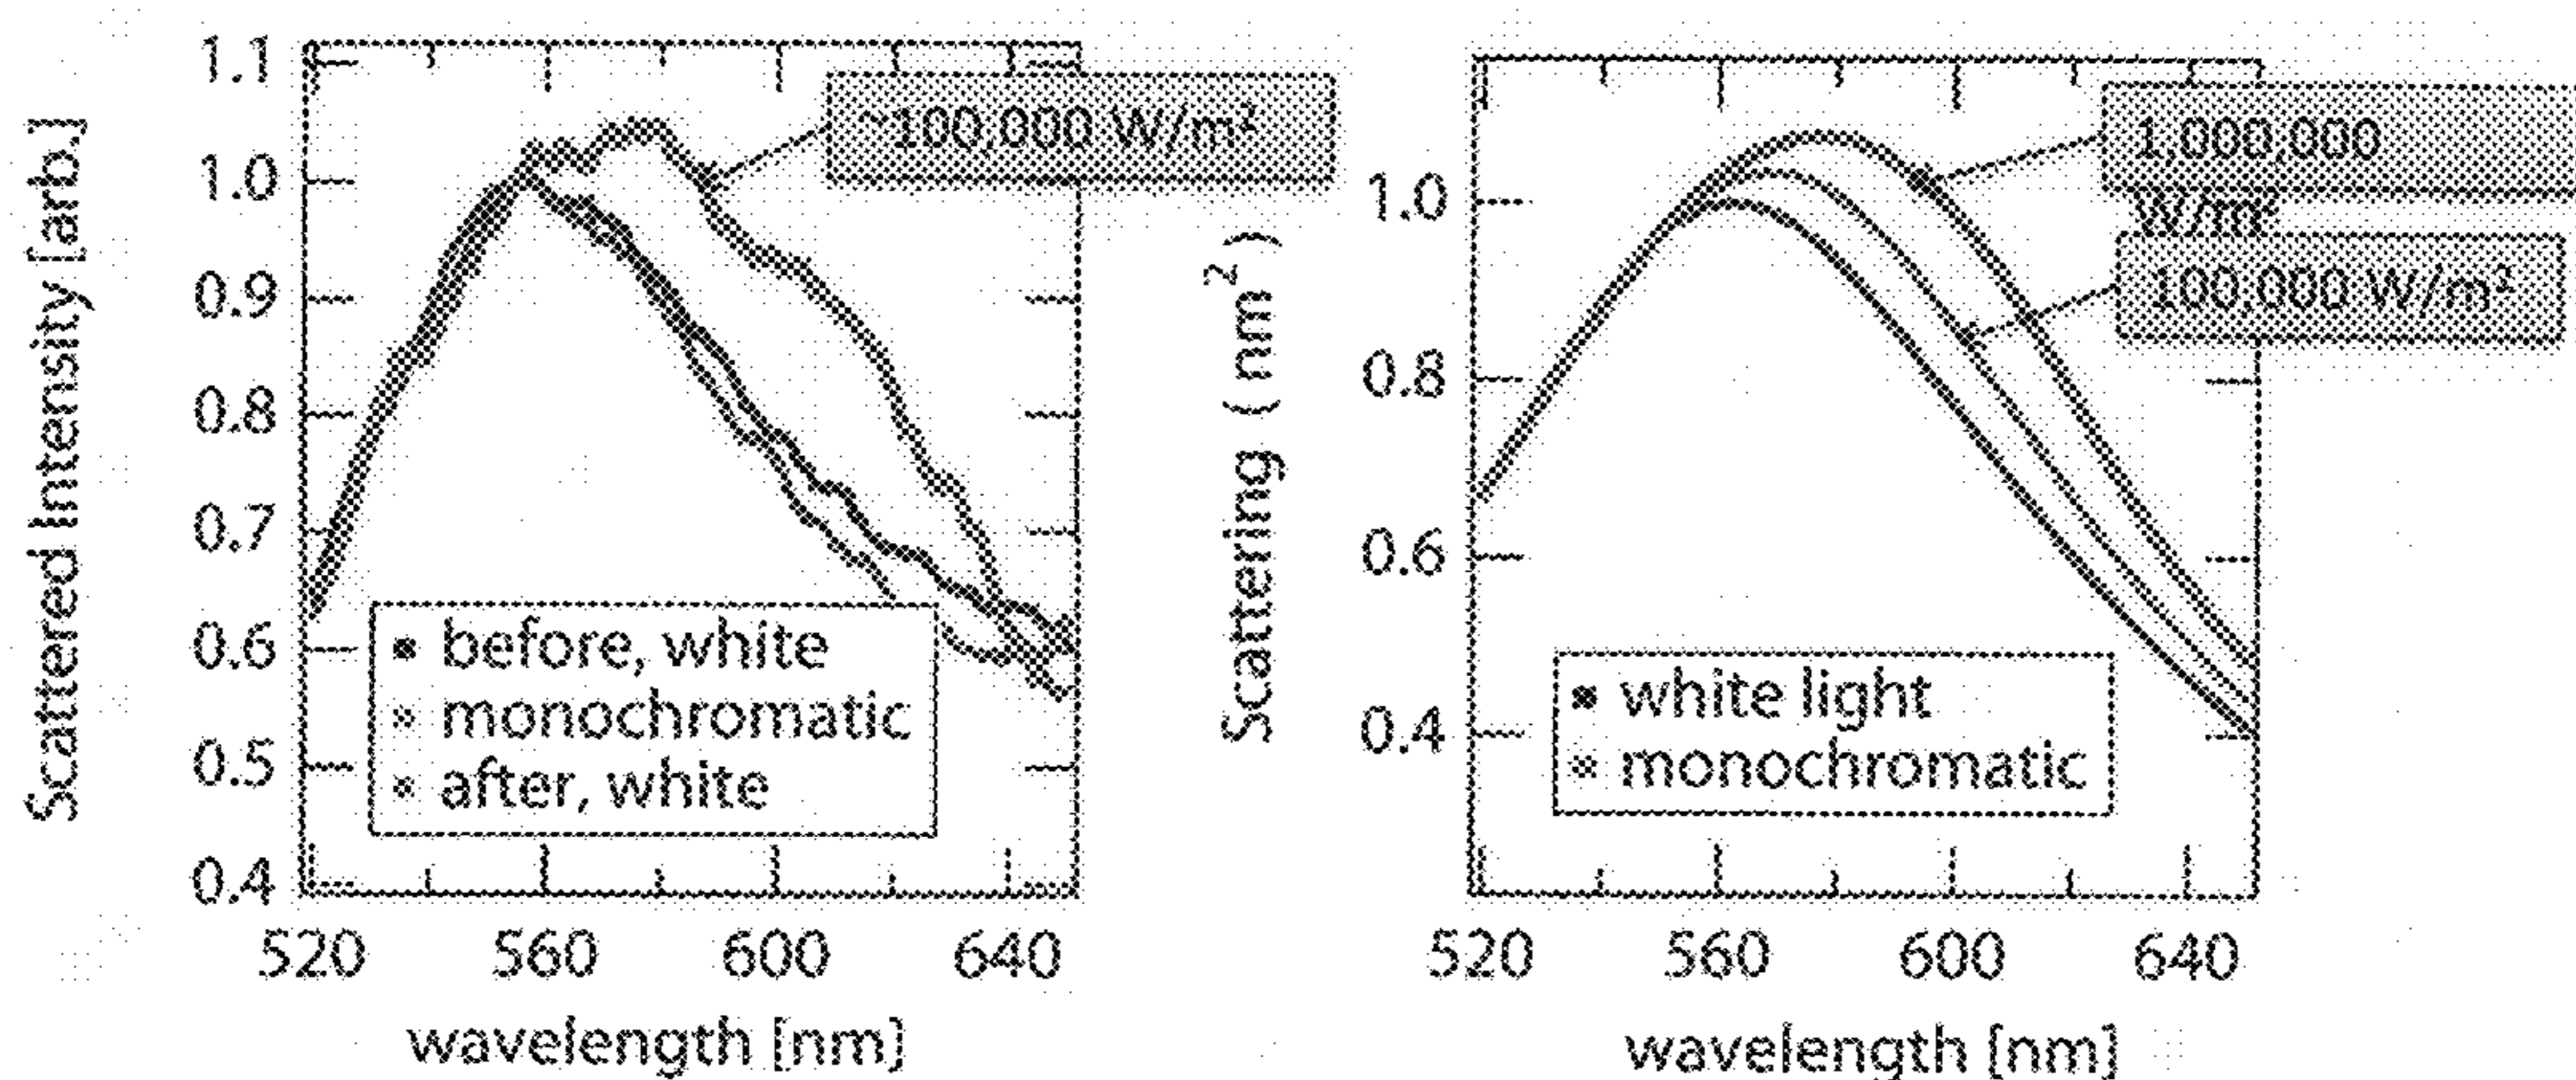 Scattered Intensity [arb.]
1.1
1.0
0.9
0.8
0.7
0.6
0.5
0.4
~100,000 W/m²
before, white
monochromatic
after, white
520 560 600 640
wavelength [nm]
Scattering ( nm² )
1.0
0.8
0.6
0.4
1,000,000
W/m²
100,000 W/m²
white light
monochromatic
520 560 600 640
wavelength [nm]